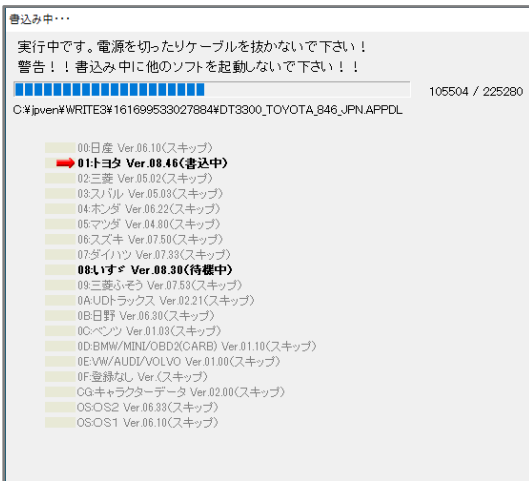 書込み中・・・
実行中です。電源を切ったりケーブルを抜かないで下さい！
警告！！書込み中に他のソフトを起動しないで下さい！！
105504 / 225280
C:¥jpven¥WRITE3¥161699533027884¥DT3300_TOYOTA_846_JPN.APPDL
00:日産 Ver.06.10(スキップ)
01:トヨタ Ver.08.46(書込中)
02:三菱 Ver.05.02(スキップ)
03:スバル Ver.05.03(スキップ)
04:ホンダ Ver.06.22(スキップ)
05:マツダ Ver.04.80(スキップ)
06:スズキ Ver.07.50(スキップ)
07:ダイハツ Ver.07.33(スキップ)
08:いすゞ Ver.08.30(待機中)
09:三菱ふそう Ver.07.53(スキップ)
0A:UDトラックス Ver.02.21(スキップ)
0B:日野 Ver.06.30(スキップ)
0C:ベンツ Ver.01.03(スキップ)
0D:BMW/MINI/OBD2(CARB) Ver.01.10(スキップ)
0E:VW/AUDI/VOLVO Ver.01.00(スキップ)
0F:登録なし Ver.(スキップ)
CG:キャラクターデータ Ver.02.00(スキップ)
OS:OS2 Ver.06.33(スキップ)
OS:OS1 Ver.06.10(スキップ)